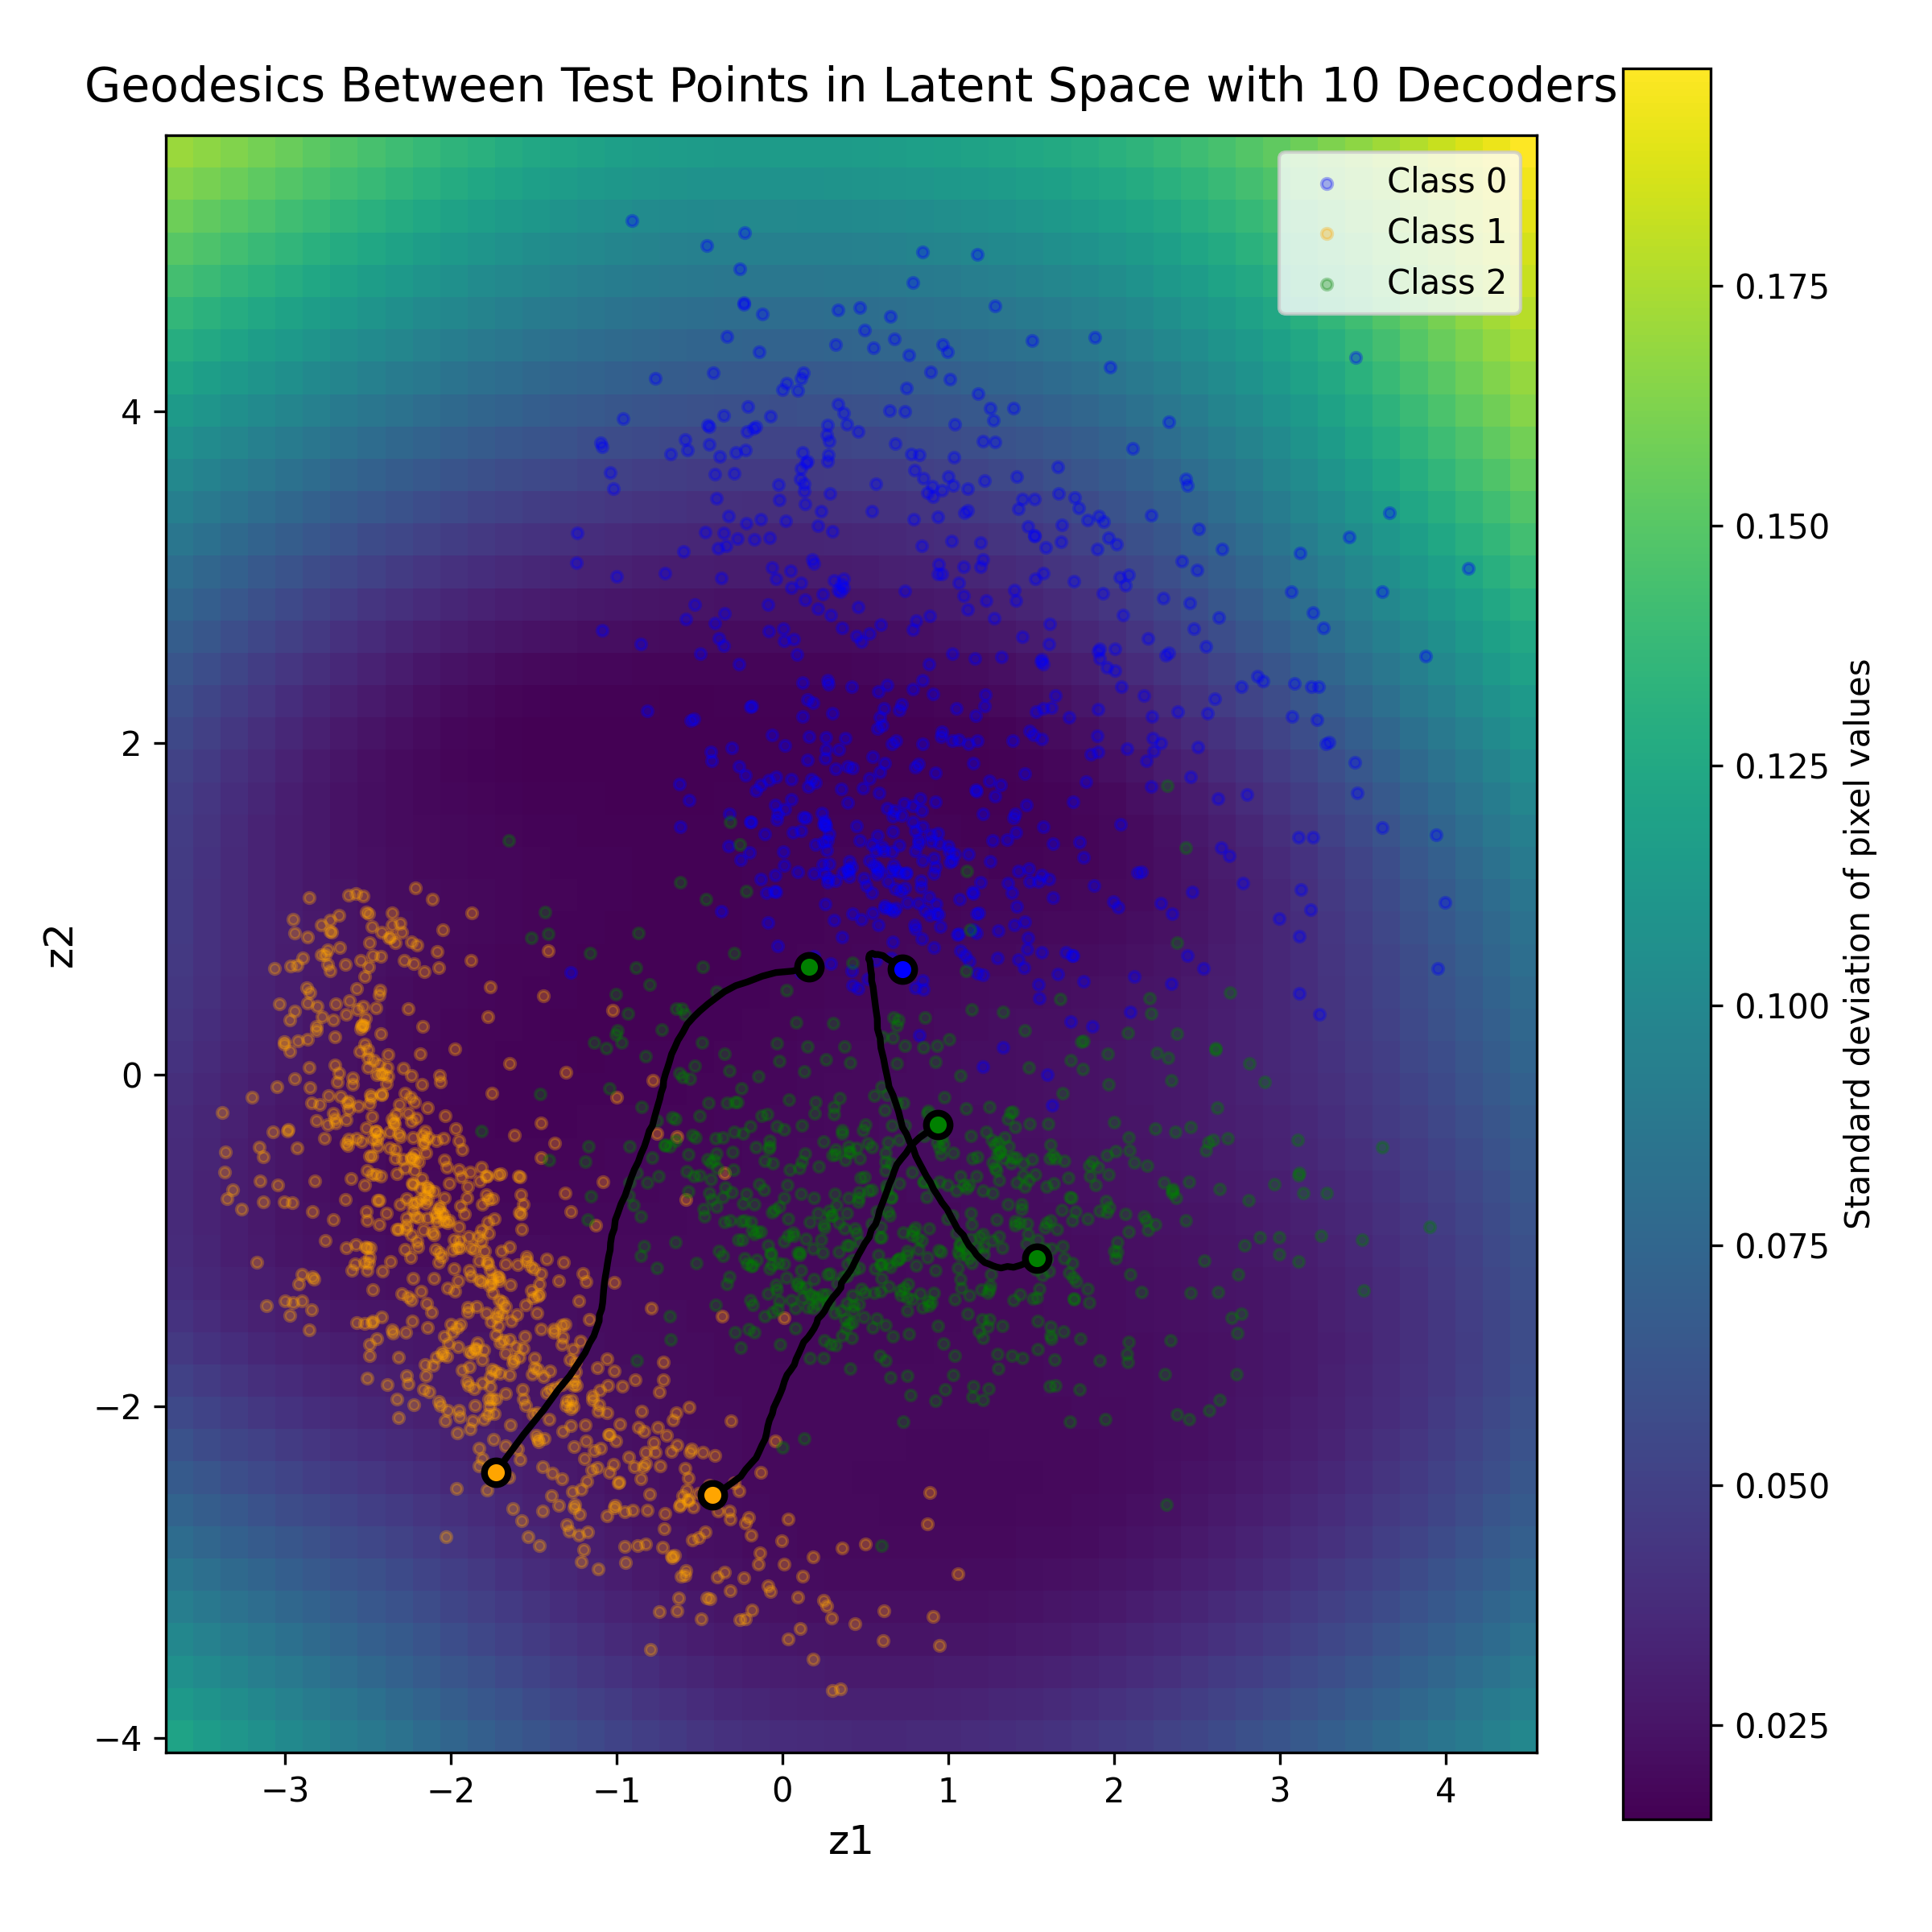 Geodesics Between Test Points in Latent Space with 10 Decoders
Class 0
Class 1
Class 2
4
2
0
−2
−4
z2
−3
−2
−1
0
1
2
3
4
z1
0.175
0.150
0.125
0.100
0.075
0.050
0.025
Standard deviation of pixel values